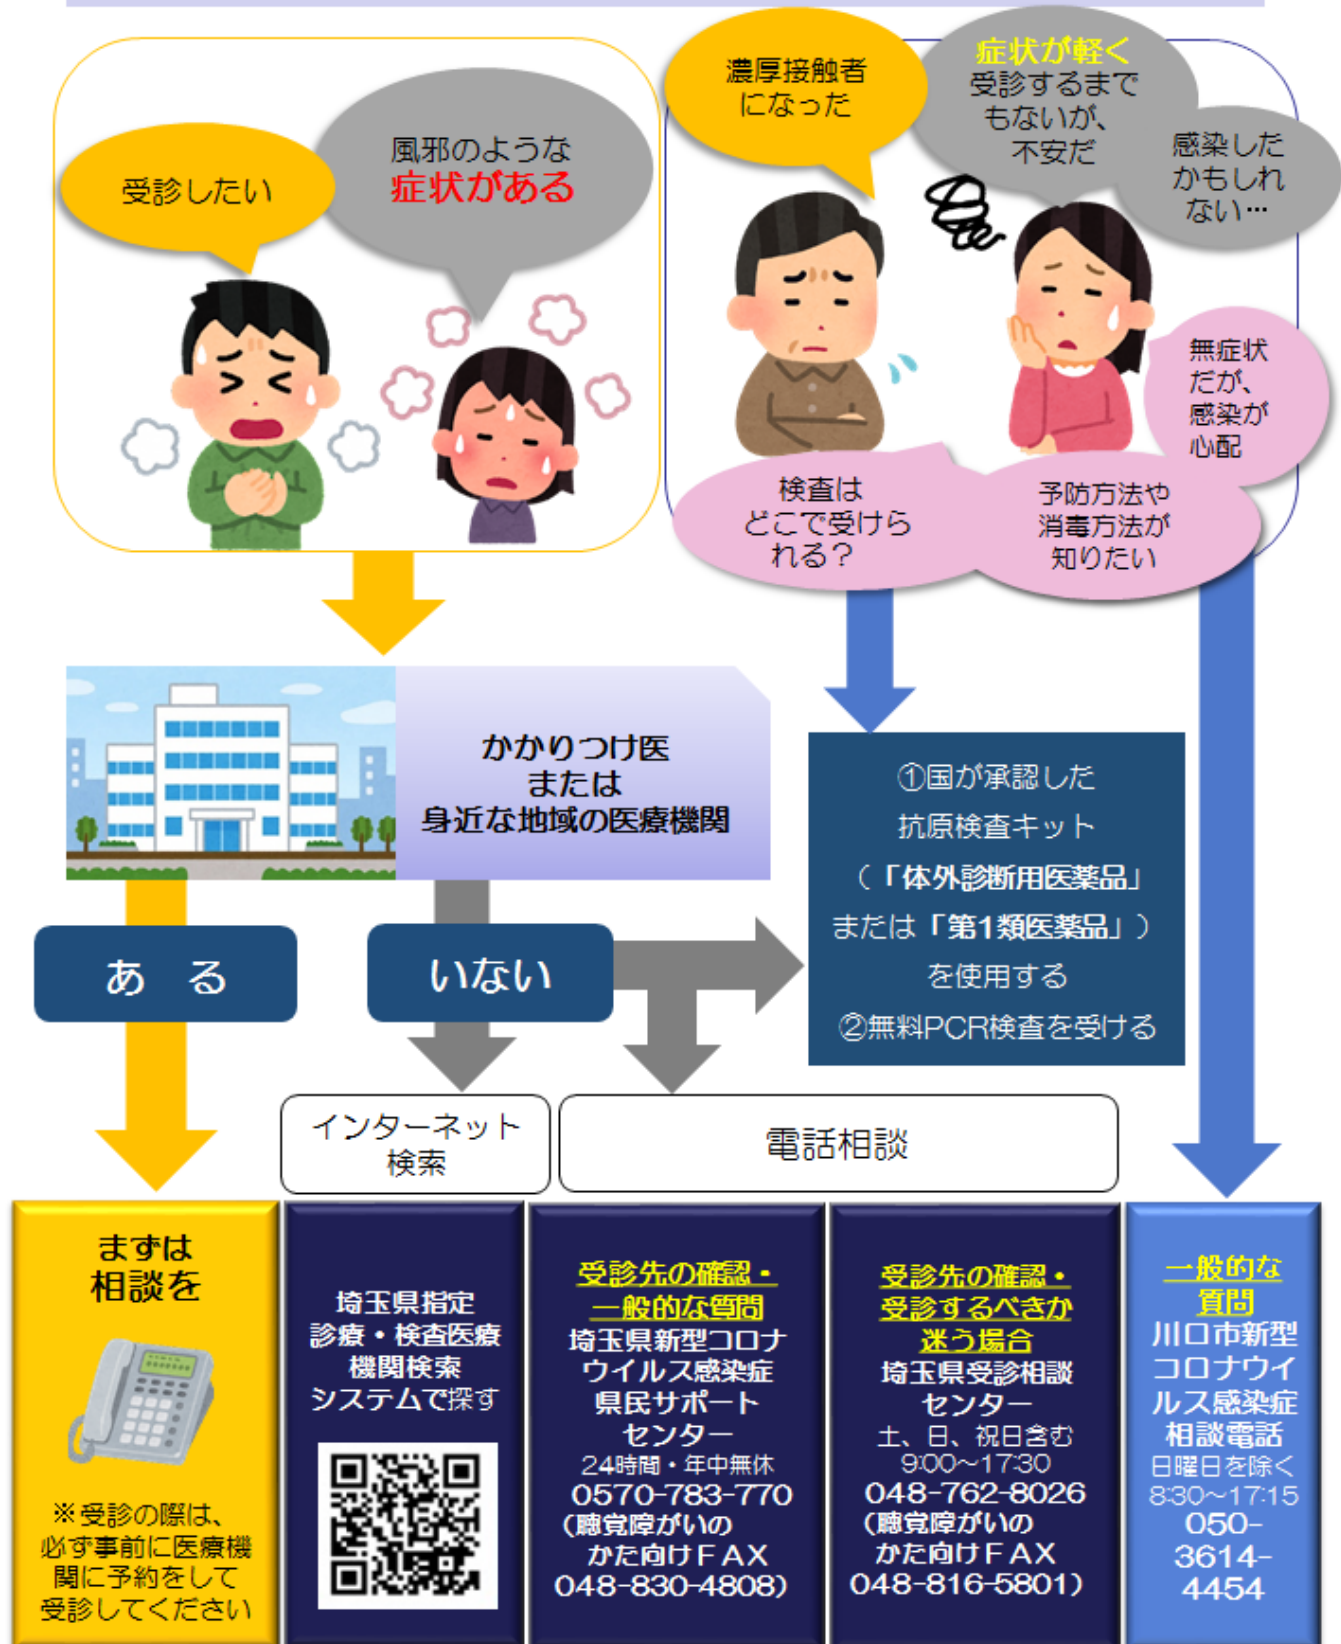 受診したい
風邪のような
症状がある
濃厚接触者
になった
症状が軽く
受診するまで
もないが、
不安だ
感染した
かもしれ
ない…
無症状
だが、
感染が
心配
検査は
どこで受けら
れる？
予防方法や
消毒方法が
知りたい
かかりつけ医
または
身近な地域の医療機関
①国が承認した
抗原検査キット
（「体外診断用医薬品」
または「第1類医薬品」）
を使用する
②無料PCR検査を受ける
ある
いない
インターネット
検索
電話相談
まずは
相談を
※受診の際は、
必ず事前に医療機
関に予約をして
受診してください
埼玉県指定
診療・検査医療
機関検索
システムで探す
受診先の確認・
一般的な質問
埼玉県新型コロナ
ウイルス感染症
県民サポート
センター
24時間・年中無休
0570-783-770
（聴覚障がいの
かた向けＦＡＸ
048-830-4808）
受診先の確認・
受診するべきか
迷う場合
埼玉県受診相談
センター
土、日、祝日含む
9:00～17:30
048-762-8026
（聴覚障がいの
かた向けＦＡＸ
048-816-5801）
一般的な
質問
川口市新型
コロナウイ
ルス感染症
相談電話
日曜日を除く
8:30～17:15
050-
3614-
4454